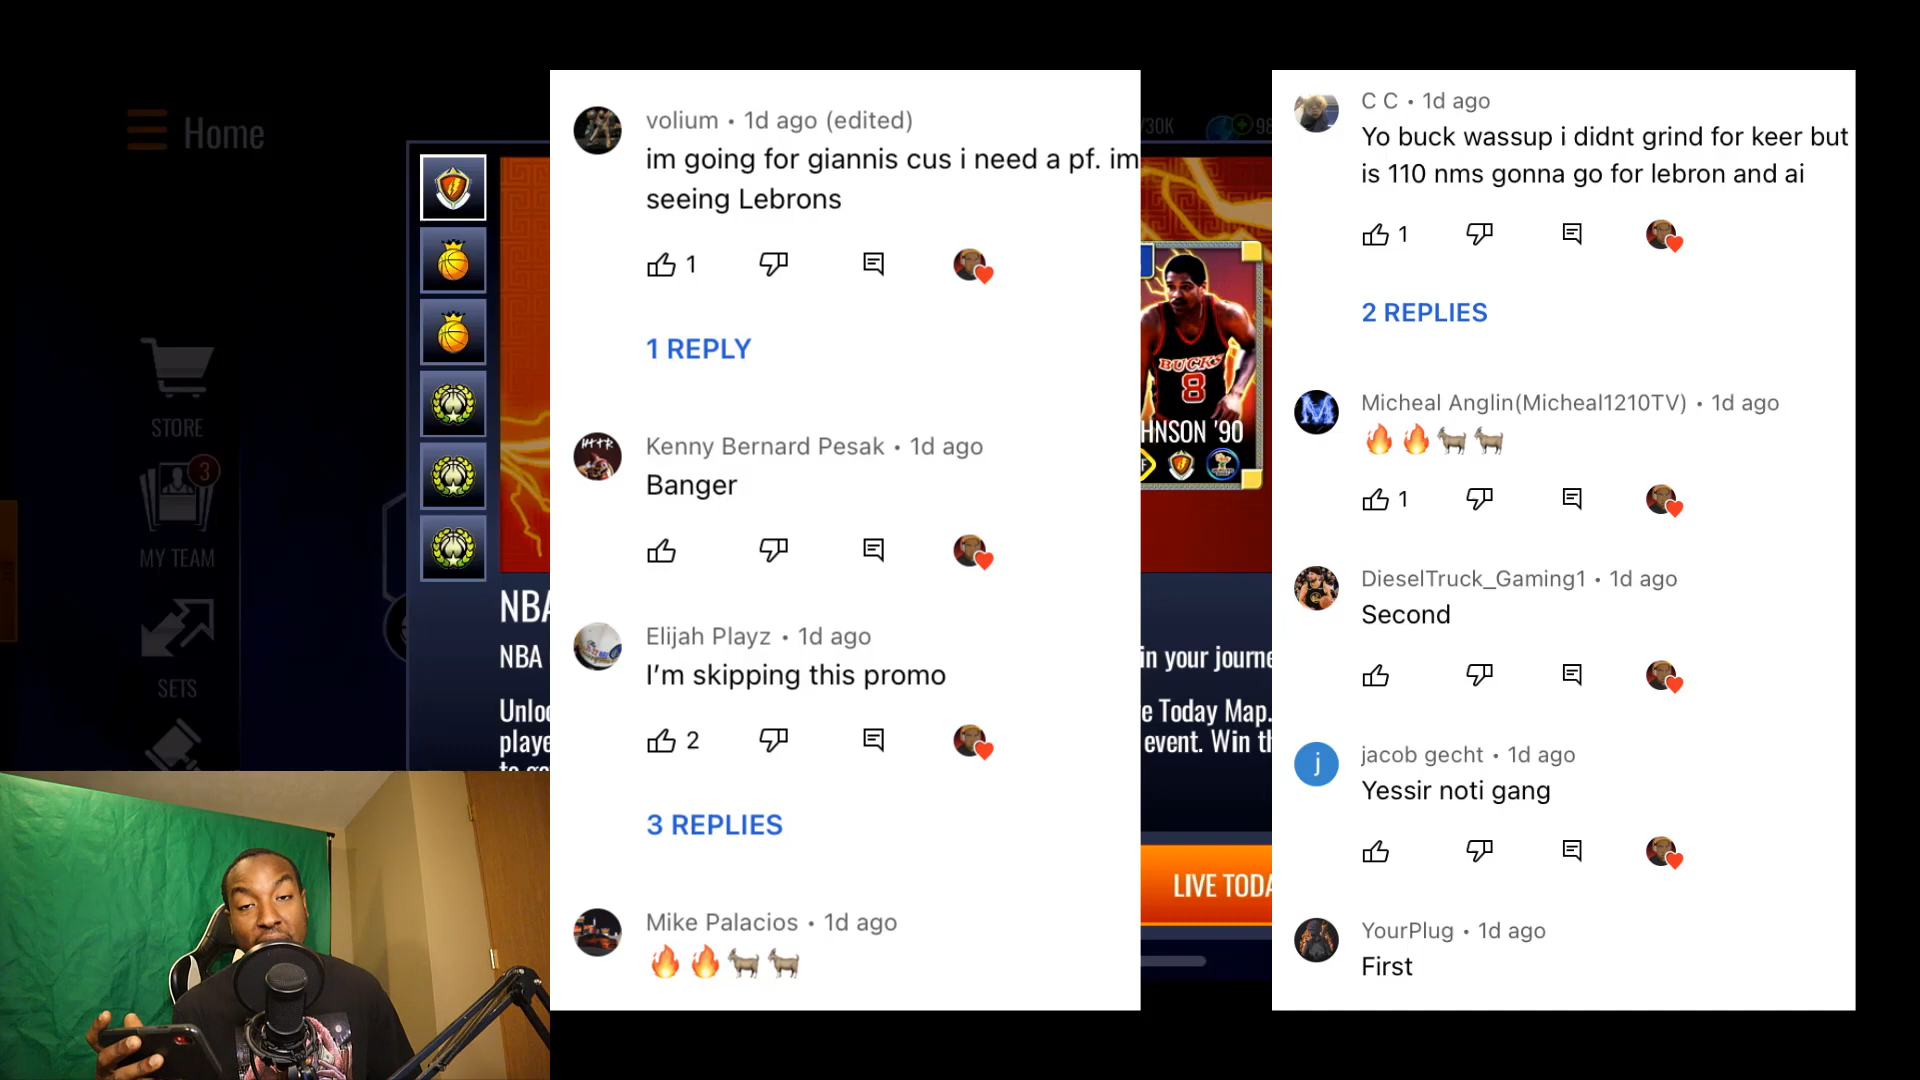 Home
STORE
3
MY TEAM
SETS
NBA
NBA
Unlo
playe
volium • 1d ago (edited)
im going for giannis cus i need a pf. im
seeing Lebrons
1
1 REPLY
Kenny Bernard Pesak • 1d ago
Banger
Elijah Playz • 1d ago
I'm skipping this promo
2
3 REPLIES
Mike Palacios • 1d ago
🔥🔥🐐🐐
/30K
98
BUCKS
8
HNSON '90
in your journe
e Today Map.
event. Win th
LIVE TODA
C C • 1d ago
Yo buck wassup i didnt grind for keer but
is 110 nms gonna go for lebron and ai
1
2 REPLIES
Micheal Anglin(Micheal1210TV) • 1d ago
🔥🔥🐐🐐
1
DieselTruck_Gaming1 • 1d ago
Second
j
jacob gecht • 1d ago
Yessir noti gang
YourPlug • 1d ago
First